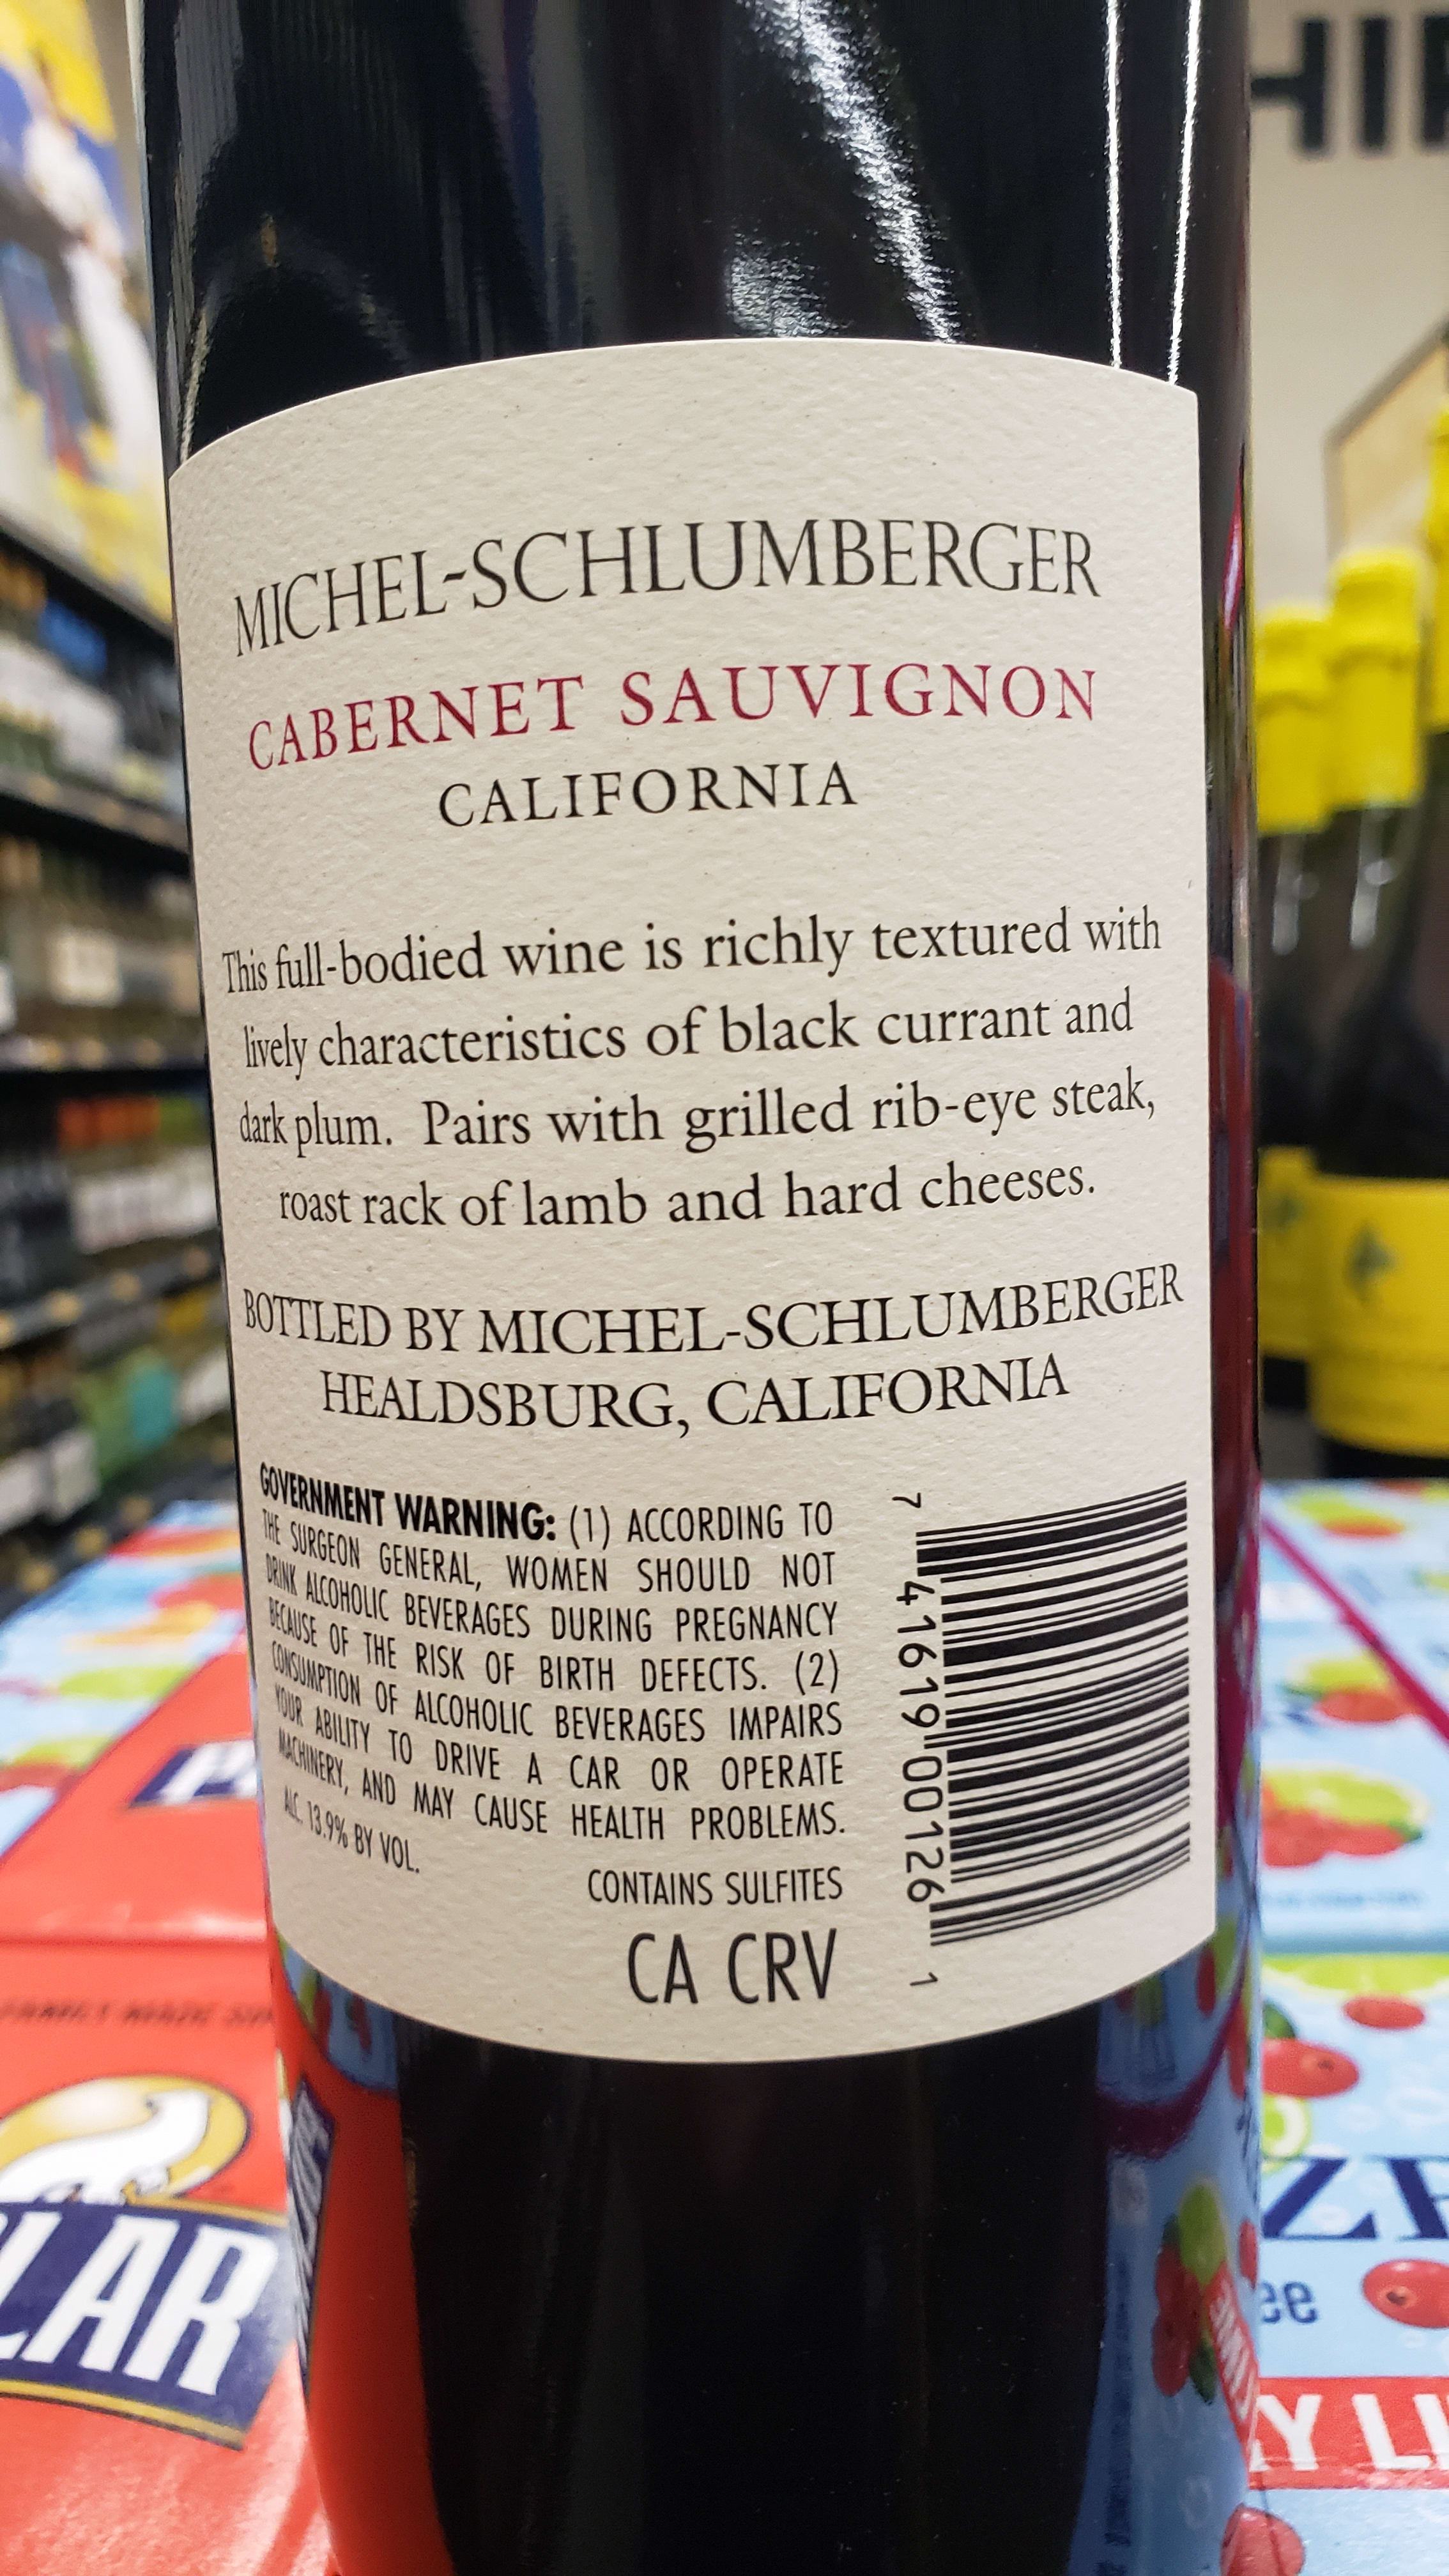 MICHEL-SCHLUMBERGER
CABERNET SAUVIGNON
CALIFORNIA
This full-bodied wine is richly textured with
lively characteristics of black currant and
dark plum. Pairs with grilled rib-eye steak,
roast rack of lamb and hard cheeses.
BOTTLED BY MICHEL-SCHLUMBERGER
HEALDSBURG, CALIFORNIA
GOVERNMENT WARNING: (1) ACCORDING TO
THE SURGEON GENERAL, WOMEN SHOULD NOT
DRINK ALCOHOLIC BEVERAGES DURING PREGNANCY
BECAUSE OF THE RISK OF BIRTH DEFECTS. (2)
CONSUMPTION OF ALCOHOLIC BEVERAGES IMPAIRS
YOUR ABILITY TO DRIVE A CAR OR OPERATE
MACHINERY, AND MAY CAUSE HEALTH PROBLEMS.
ALC. 13.9% BY VOL.
CONTAINS SULFITES
CA CRV
7 41619 00126 1
LAR